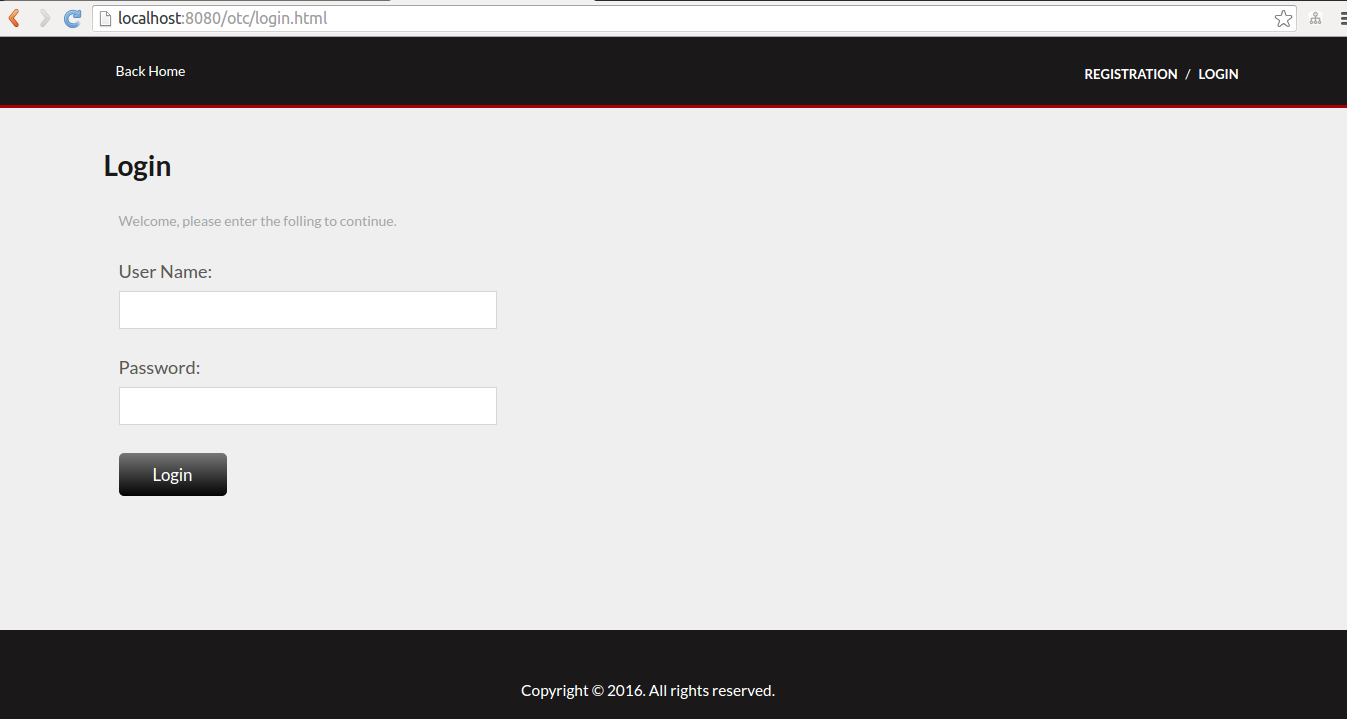 localhost:8080/otc/login.html
Back Home
REGISTRATION / LOGIN
Login
Welcome, please enter the folling to continue.
User Name:
Password:
Login
Copyright © 2016. All rights reserved.